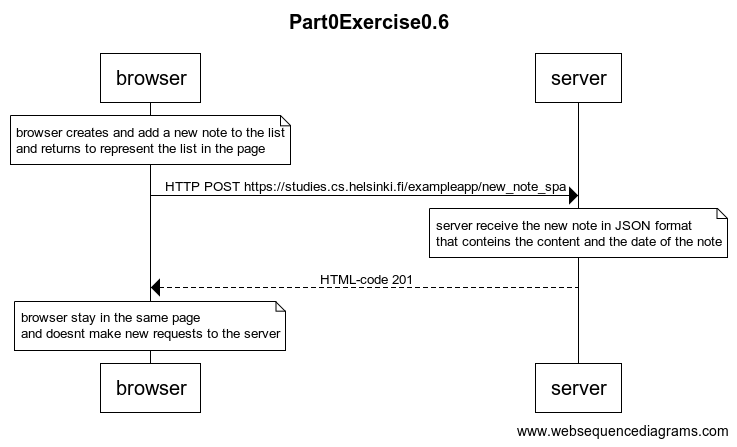 Part0Exercise0.6
browser
server
browser creates and add a new note to the list
and returns to represent the list in the page
HTTP POST https://studies.cs.helsinki.fi/exampleapp/new_note_spa
server receive the new note in JSON format
that conteins the content and the date of the note
HTML-code 201
browser stay in the same page
and doesnt make new requests to the server
browser
server
www.websequencediagrams.com